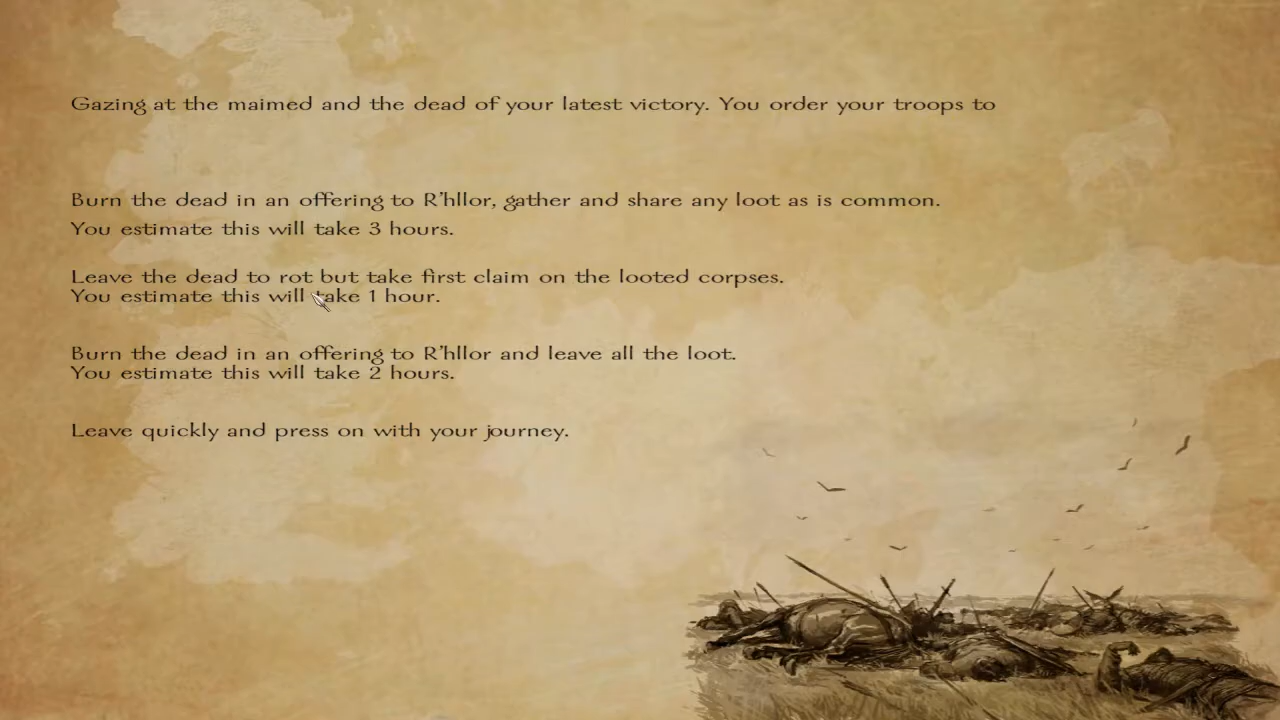 Gazing at the maimed and the dead of your latest victory. You order your troops to
Burn the dead in an offering to R'hllor, gather and share any loot as is common.
You estimate this will take 3 hours.
Leave the dead to rot but take first claim on the looted corpses.
You estimate this will take 1 hour.
Burn the dead in an offering to R'hllor and leave all the loot.
You estimate this will take 2 hours.
Leave quickly and press on with your journey.